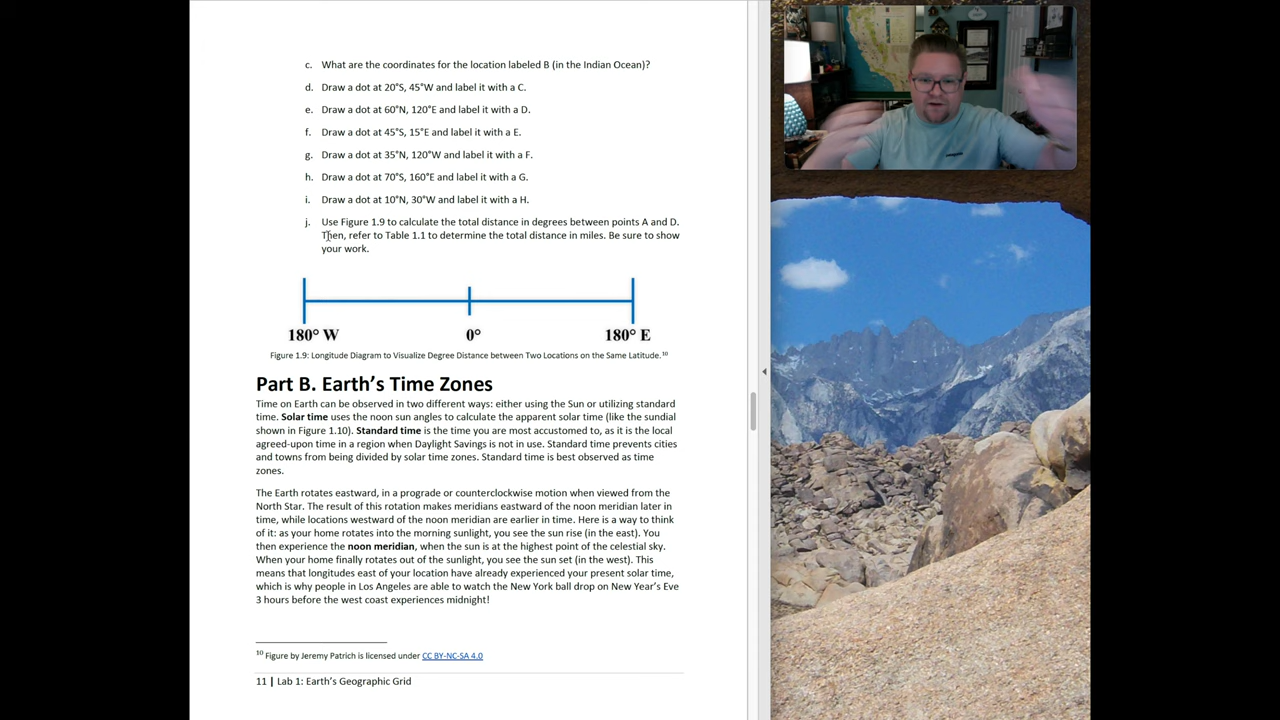 c. What are the coordinates for the location labeled B (in the Indian Ocean)?
d. Draw a dot at 20°S, 45°W and label it with a C.
e. Draw a dot at 60°N, 120°E and label it with a D.
f. Draw a dot at 45°S, 15°E and label it with a E.
g. Draw a dot at 35°N, 120°W and label it with a F.
h. Draw a dot at 70°S, 160°E and label it with a G.
i. Draw a dot at 10°N, 30°W and label it with a H.
j. Use Figure 1.9 to calculate the total distance in degrees between points A and D.
Then, refer to Table 1.1 to determine the total distance in miles. Be sure to show
your work.
180° W 0° 180° E
Figure 1.9: Longitude Diagram to Visualize Degree Distance between Two Locations on the Same Latitude.10
Part B. Earth's Time Zones
Time on Earth can be observed in two different ways: either using the Sun or utilizing standard
time. Solar time uses the noon sun angles to calculate the apparent solar time (like the sundial
shown in Figure 1.10). Standard time is the time you are most accustomed to, as it is the local
agreed-upon time in a region when Daylight Savings is not in use. Standard time prevents cities
and towns from being divided by solar time zones. Standard time is best observed as time
zones.
The Earth rotates eastward, in a prograde or counterclockwise motion when viewed from the
North Star. The result of this rotation makes meridians eastward of the noon meridian later in
time, while locations westward of the noon meridian are earlier in time. Here is a way to think
of it: as your home rotates into the morning sunlight, you see the sun rise (in the east). You
then experience the noon meridian, when the sun is at the highest point of the celestial sky.
When your home finally rotates out of the sunlight, you see the sun set (in the west). This
means that longitudes east of your location have already experienced your present solar time,
which is why people in Los Angeles are able to watch the New York ball drop on New Year's Eve
3 hours before the west coast experiences midnight!
10 Figure by Jeremy Patrich is licensed under CC BY-NC-SA 4.0
11 | Lab 1: Earth's Geographic Grid